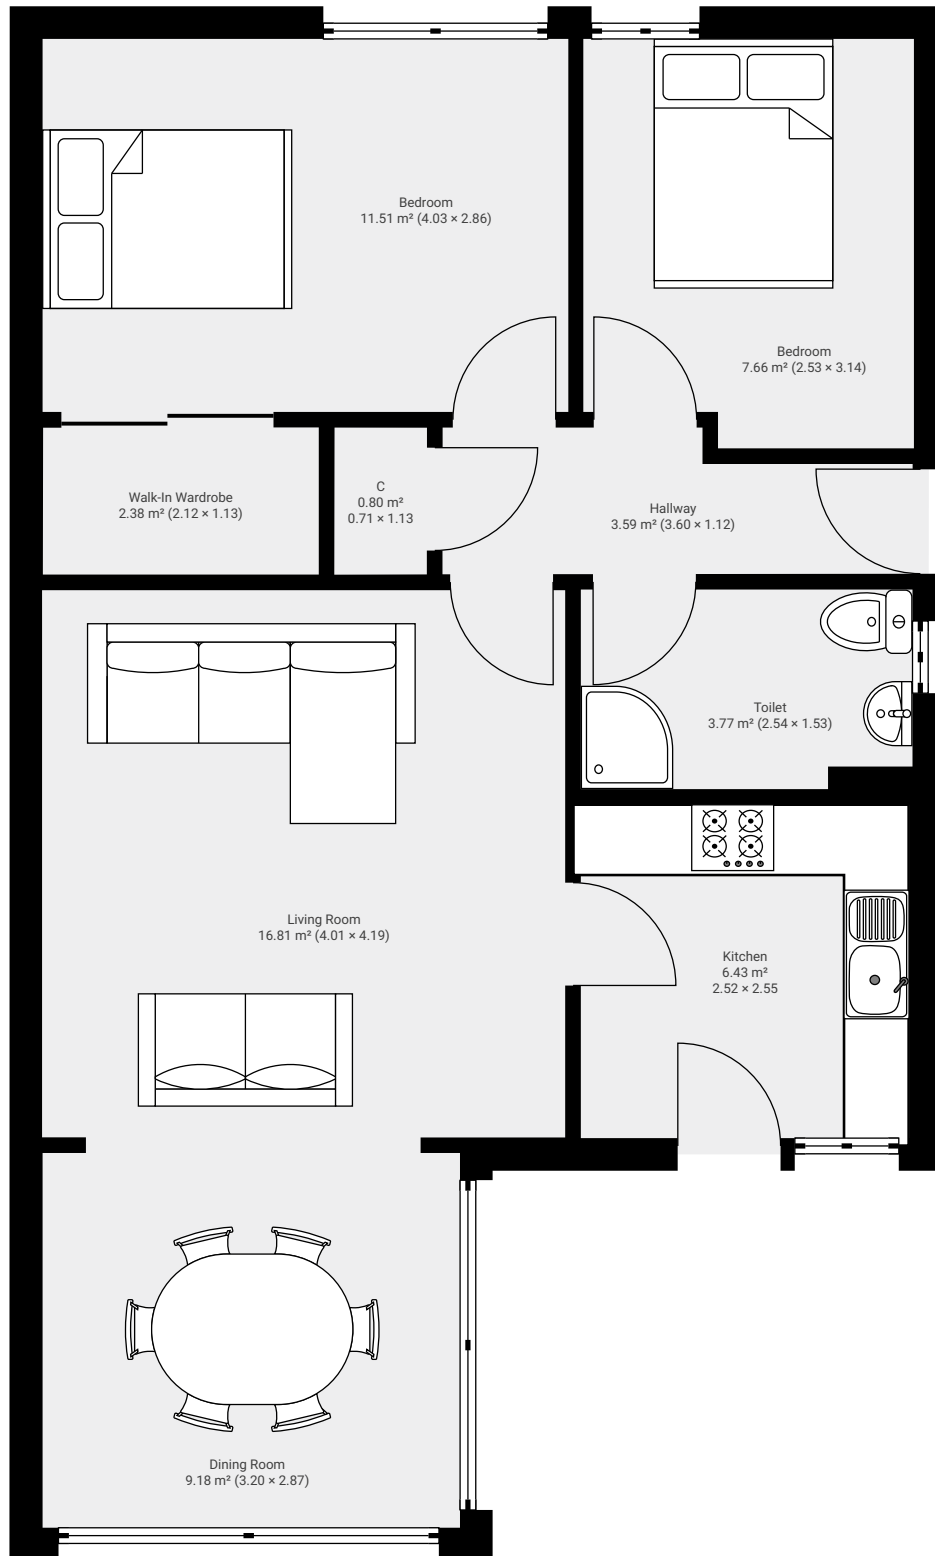 Bedroom
11.51 m² (4.03 × 2.86)
Bedroom
7.66 m² (2.53 × 3.14)
Walk-In Wardrobe
2.38 m² (2.12 × 1.13)
C
0.80 m²
0.71 × 1.13
Hallway
3.59 m² (3.60 × 1.12)
Toilet
3.77 m² (2.54 × 1.53)
Living Room
16.81 m² (4.01 × 4.19)
Kitchen
6.43 m²
2.52 × 2.55
Dining Room
9.18 m² (3.20 × 2.87)